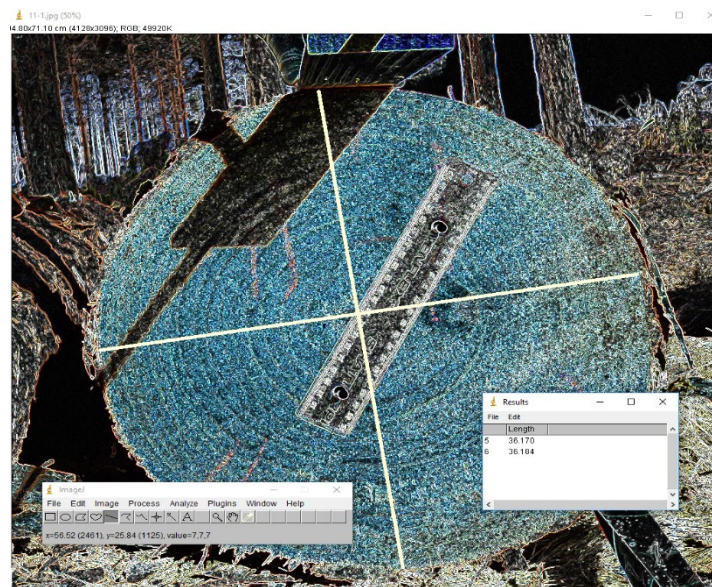 11-1.jpg (50%)
4.80x71.10 cm (4128x3096); RGB; 49920K
Results
File Edit
Length
5 36.170
6 36.184
ImageJ
File Edit Image Process Analyze Plugins Window Help
x=56.52 (2461), y=25.84 (1125), value=7,7,7